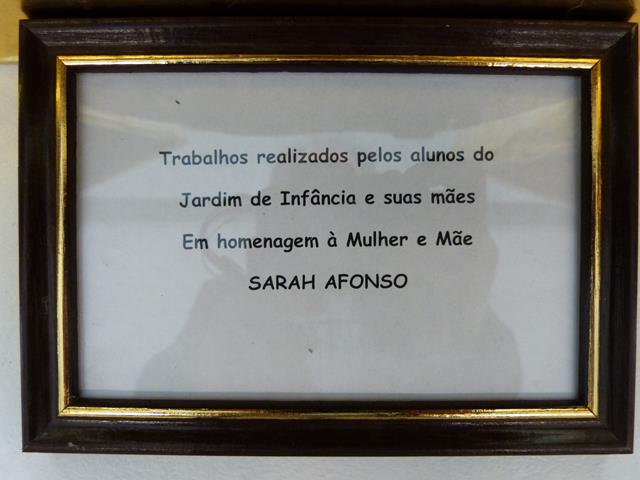 Trabalhos realizados pelos alunos do
Jardim de Infância e suas mães
Em homenagem à Mulher e Mãe
SARAH AFONSO